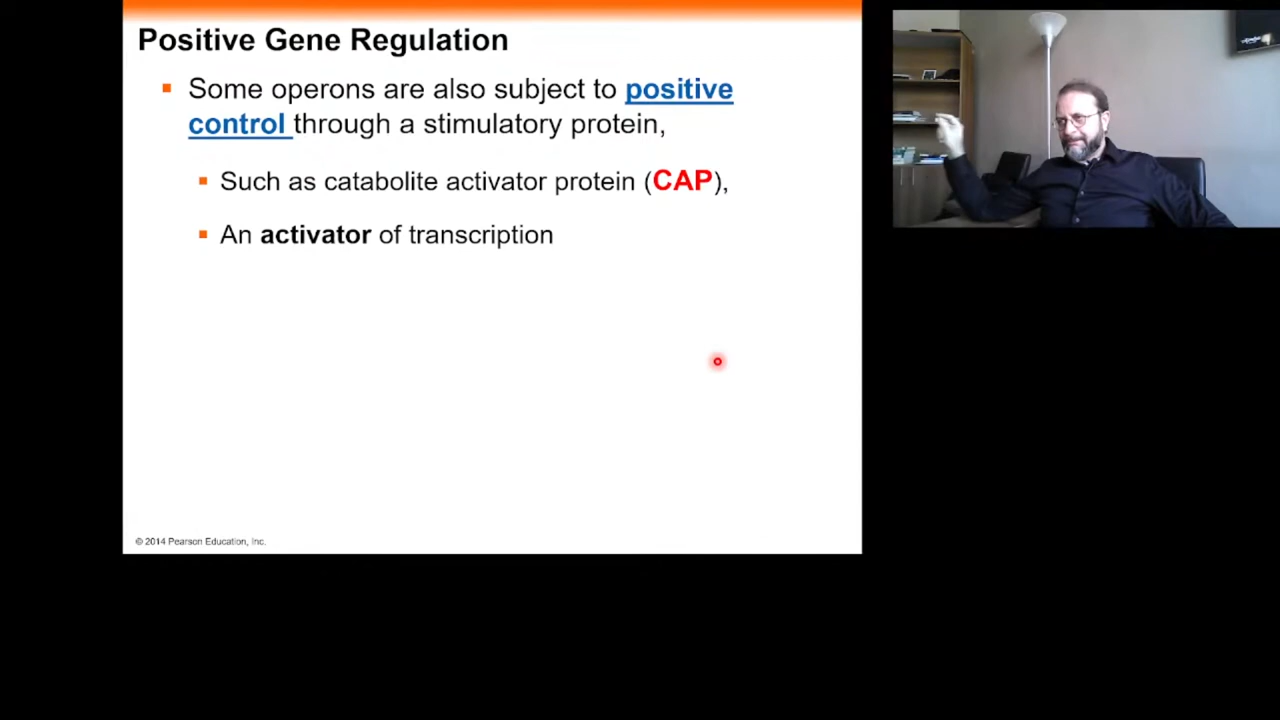 Positive Gene Regulation
▪ Some operons are also subject to positive
control through a stimulatory protein,
▪ Such as catabolite activator protein (CAP),
▪ An activator of transcription
© 2014 Pearson Education, Inc.